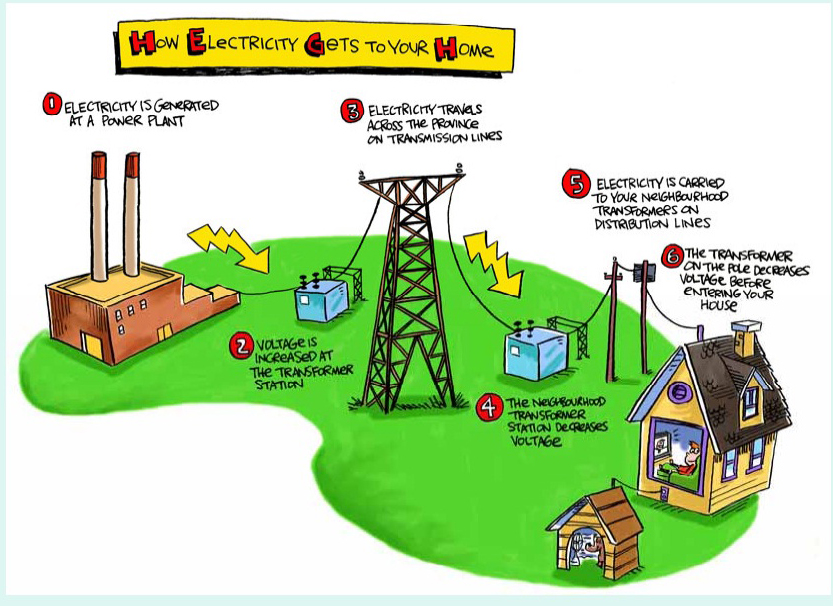 HOW ELECTRICITY GETS TO YOUR HOME
1 ELECTRICITY IS GENERATED
AT A POWER PLANT
2 VOLTAGE IS
INCREASED AT
THE TRANSFORMER
STATION
3 ELECTRICITY TRAVELS
ACROSS THE PROVINCE
ON TRANSMISSION LINES
4 THE NEIGHBOURHOOD
TRANSFORMER
STATION DECREASES
VOLTAGE
5 ELECTRICITY IS CARRIED
TO YOUR NEIGHBOURHOOD
TRANSFORMERS ON
DISTRIBUTION LINES
6 THE TRANSFORMER
ON THE POLE DECREASES
VOLTAGE BEFORE
ENTERING YOUR
HOUSE